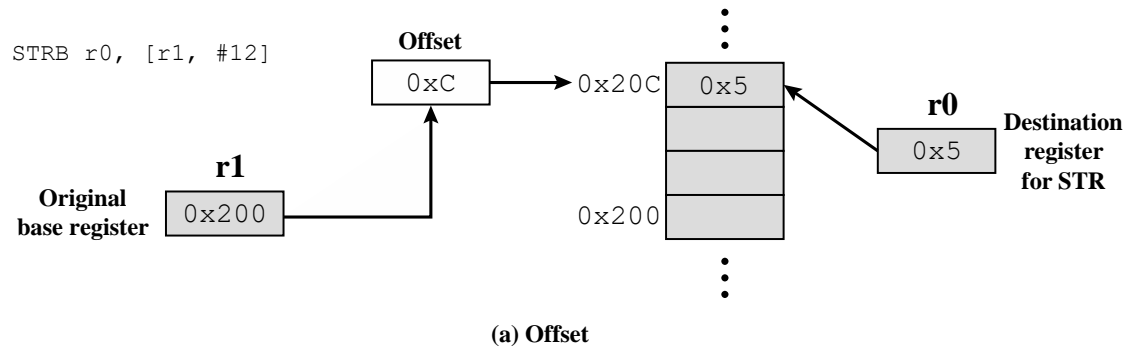 STRB r0, [r1, #12]
Offset
0xC
0x20C
0x5
r0
0x5
Destination
register
for STR
r1
Original
base register
0x200
0x200
(a) Offset